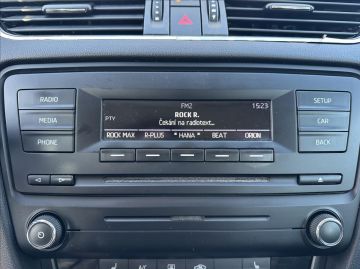 RADIO
FM2
15:23
SETUP
PTY
ROCK R.
Čekání na radiotext...
MEDIA
CAR
ROCK MAX R-PLUS * HANA * BEAT ORION
PHONE
BACK